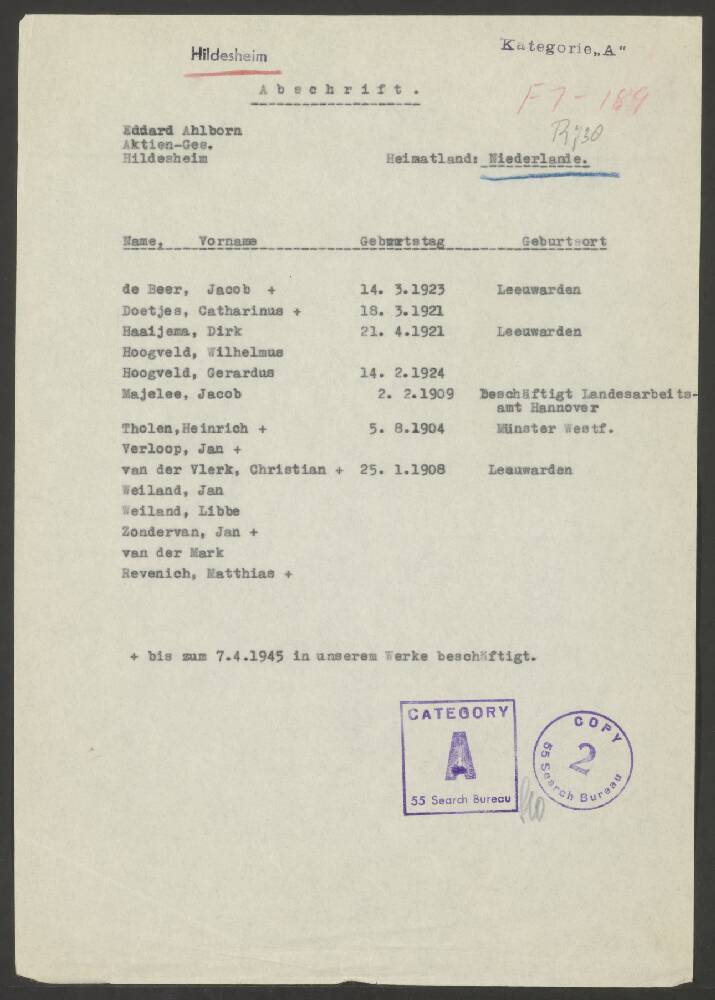 Hildesheim
Kategorie„A"
Abschrift.
F7-189
Eduard Ahlborn
Aktien-Ges.
Hildesheim
Heimatland: Niederlande.
Name, Vorname Geburtstag Geburtsort
de Beer, Jacob + 14. 3.1923 Leeuwarden
Doetjes, Catharinus + 18. 3.1921
Haaijema, Dirk 21. 4.1921 Leeuwarden
Hoogveld, Wilhelmus
Hoogveld, Gerardus 14. 2.1924
Majelee, Jacob 2. 2.1909 Beschäftigt Landesarbeits-
amt Hannover
Tholen,Heinrich + 5. 8.1904 Münster Westf.
Verloop, Jan +
van der Vlerk, Christian + 25. 1.1908 Leeuwarden
Weiland, Jan
Weiland, Libbe
Zondervan, Jan +
van der Mark
Revenich, Matthias +
+ bis zum 7.4.1945 in unserem Werke beschäftigt.
CATEGORY
A
55 Search Bureau
COPY
2
55 Search Bureau